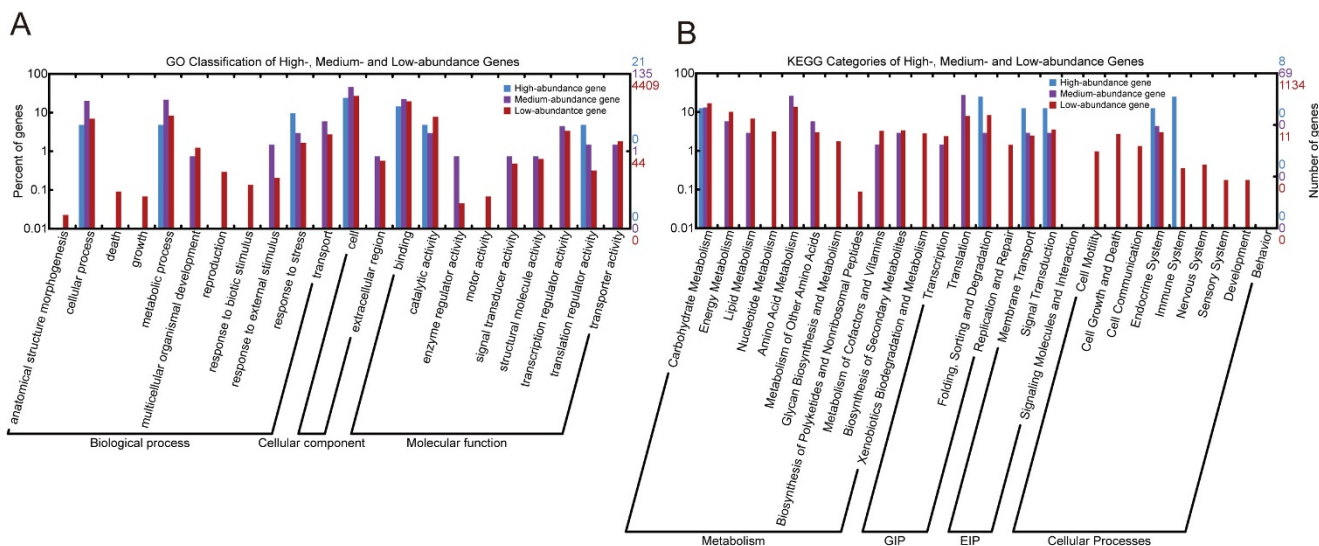 A
GO Classification of High-, Medium- and Low-abundance Genes
Percent of genes
100
10
1
0.1
0.01
High-abundance gene
Medium-abundance gene
Low-abundantce gene
21
135
4409
0
1
44
0
0
0
anatomical structure morphogenesis
cellular process
death
growth
metabolic process
multicellular organismal development
reproduction
response to biotic stimulus
response to external stimulus
response to stress
transport
cell
extracellular region
binding
catalytic activity
enzyme regulator activity
motor activity
signal transducer activity
structural molecule activity
transcription regulator activity
translation regulator activity
transporter activity
Biological process
Cellular component
Molecular function
B
KEGG Categories of High-, Medium- and Low-abundance Genes
100
10
1
0.1
0.01
High-abundance gene
Medium-abundance gene
Low-abundance gene
8
69
1134
0
0
11
0
0
0
0
0
0
Number of genes
Carbohydrate Metabolism
Energy Metabolism
Lipid Metabolism
Nucleotide Metabolism
Amino Acid Metabolism
Metabolism of Other Amino Acids
Glycan Biosynthesis and Metabolism
Biosynthesis of Polyketides and Nonribosomal Peptides
Metabolism of Cofactors and Vitamins
Biosynthesis of Secondary Metabolites
Xenobiotics Biodegradation and Metabolism
Transcription
Translation
Folding, Sorting and Degradation
Replication and Repair
Membrane Transport
Signal Transduction
Signaling Molecules and Interaction
Cell Motility
Cell Growth and Death
Cell Communication
Endocrine System
Immune System
Nervous System
Sensory System
Development
Behavior
Metabolism
GIP
EIP
Cellular Processes